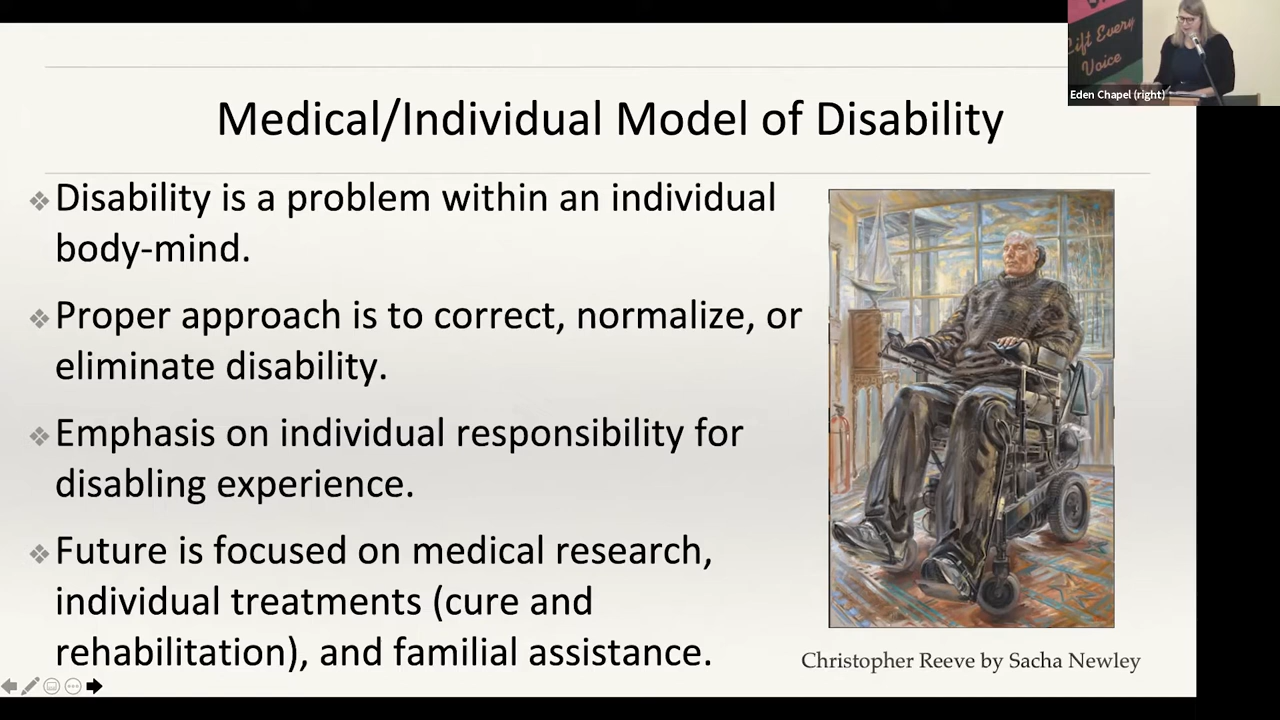 Lift Every
Voice
Eden Chapel (right)
Medical/Individual Model of Disability
Disability is a problem within an individual
body-mind.
Proper approach is to correct, normalize, or
eliminate disability.
Emphasis on individual responsibility for
disabling experience.
Future is focused on medical research,
individual treatments (cure and
rehabilitation), and familial assistance.
Christopher Reeve by Sacha Newley